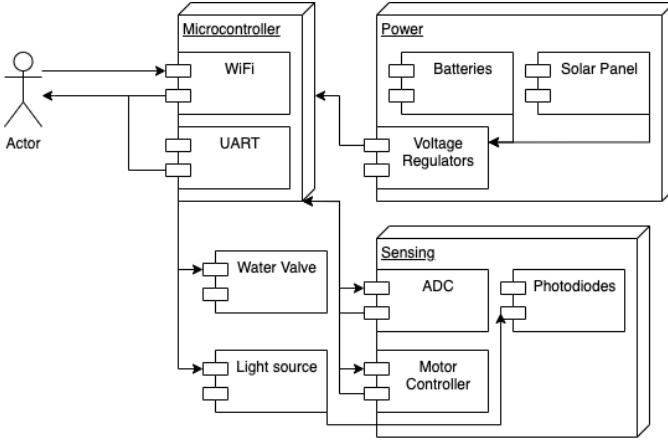 Microcontroller
Power
WiFi
Batteries
Solar Panel
Actor
UART
Voltage
Regulators
Sensing
Water Valve
ADC
Photodiodes
Light source
Motor
Controller